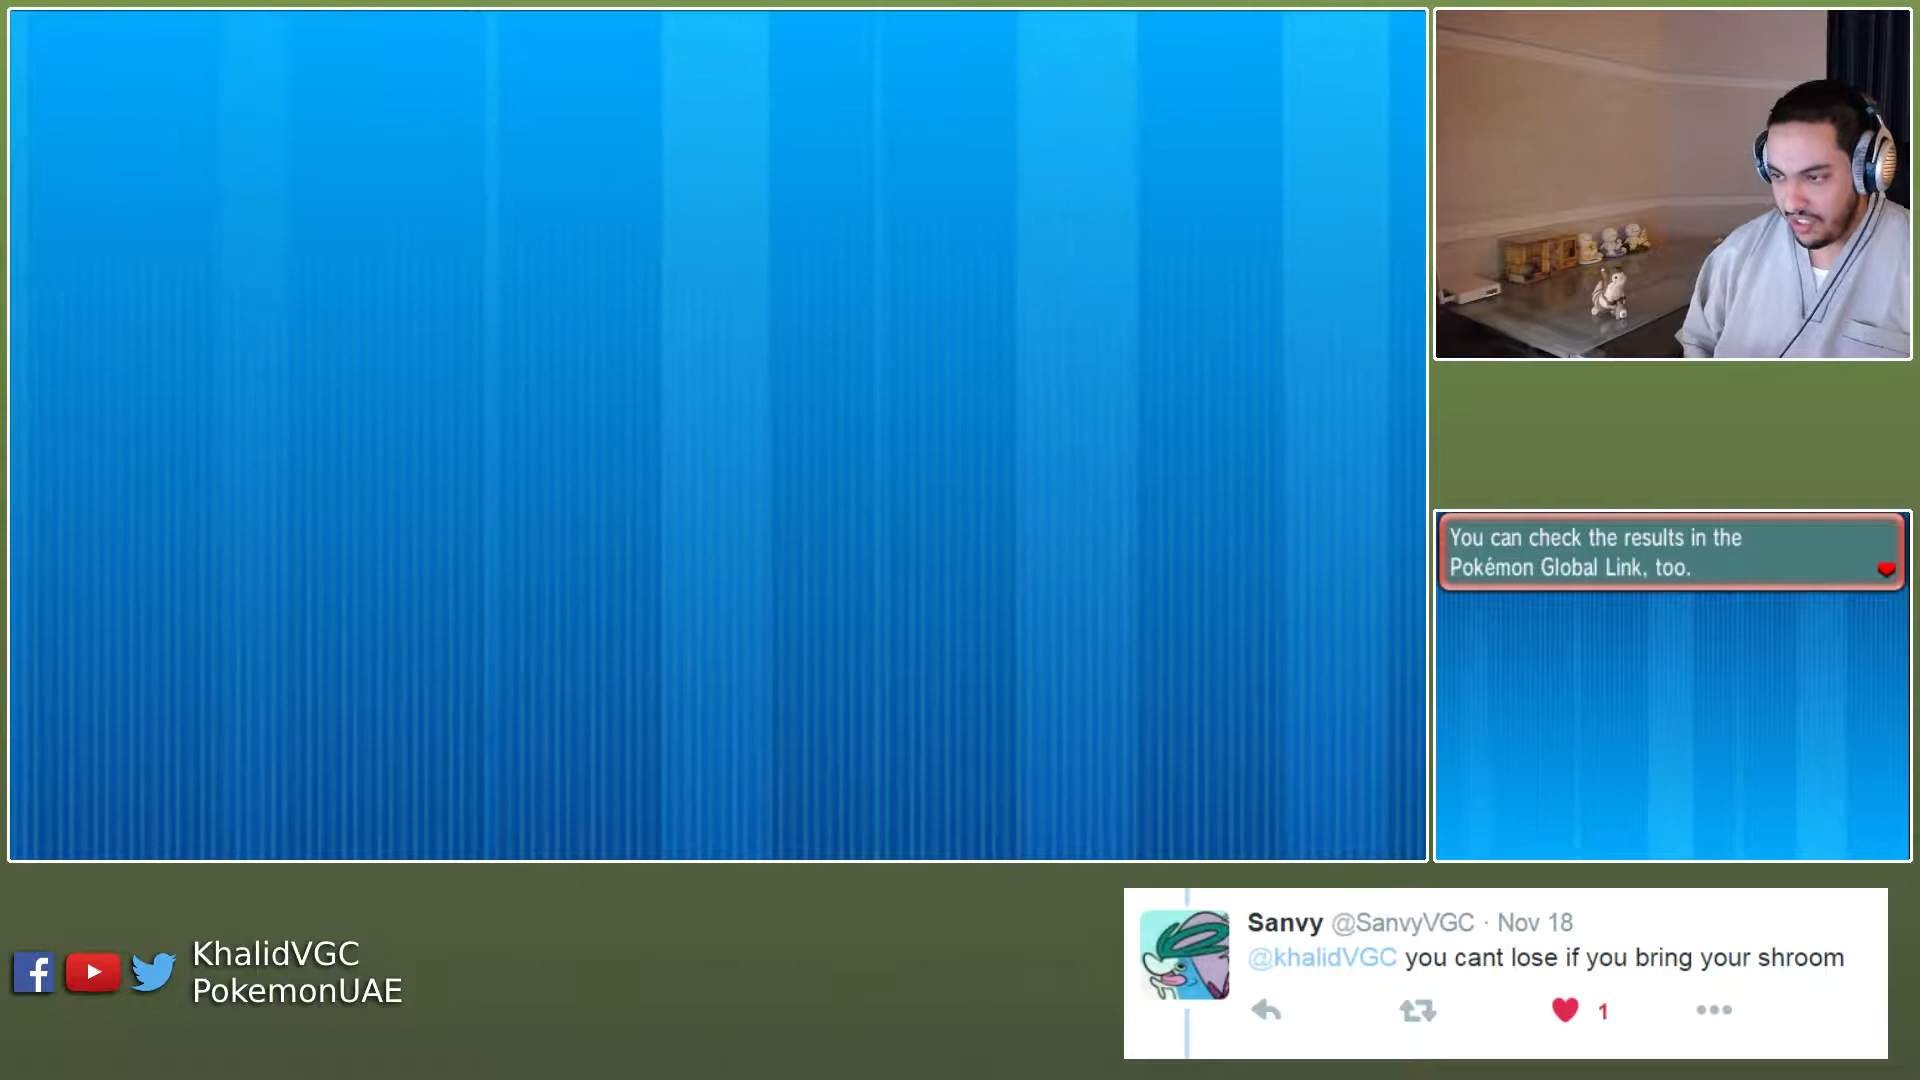 You can check the results in the
Pokémon Global Link, too.
KhalidVGC
PokemonUAE
Sanvy @SanvyVGC · Nov 18
@khalidVGC you cant lose if you bring your shroom
1